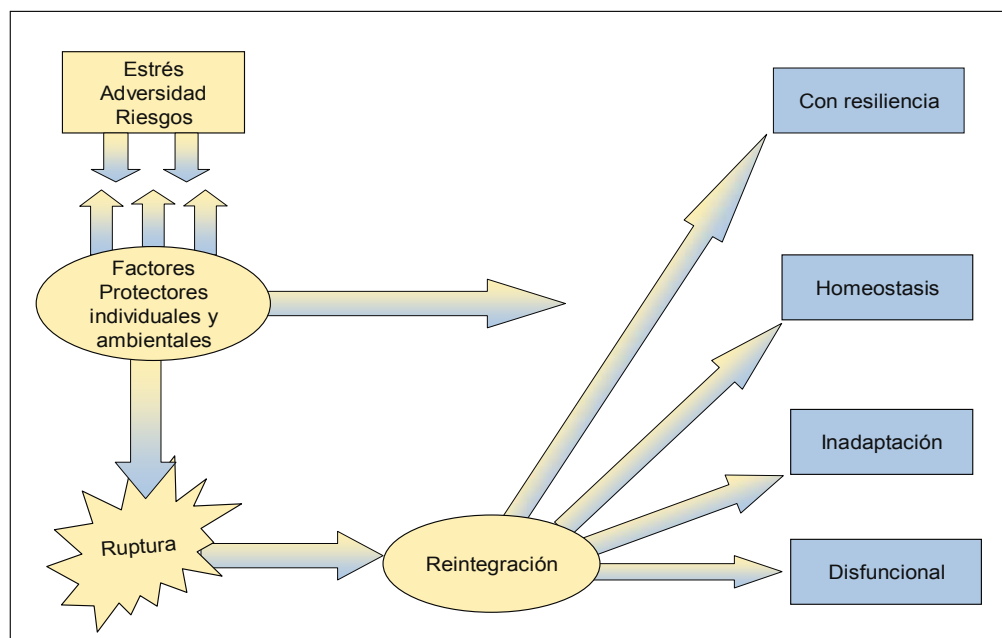 Estrés
Adversidad
Riesgos
Factores
Protectores
individuales y
ambientales
Ruptura
Reintegración
Con resiliencia
Homeostasis
Inadaptación
Disfuncional